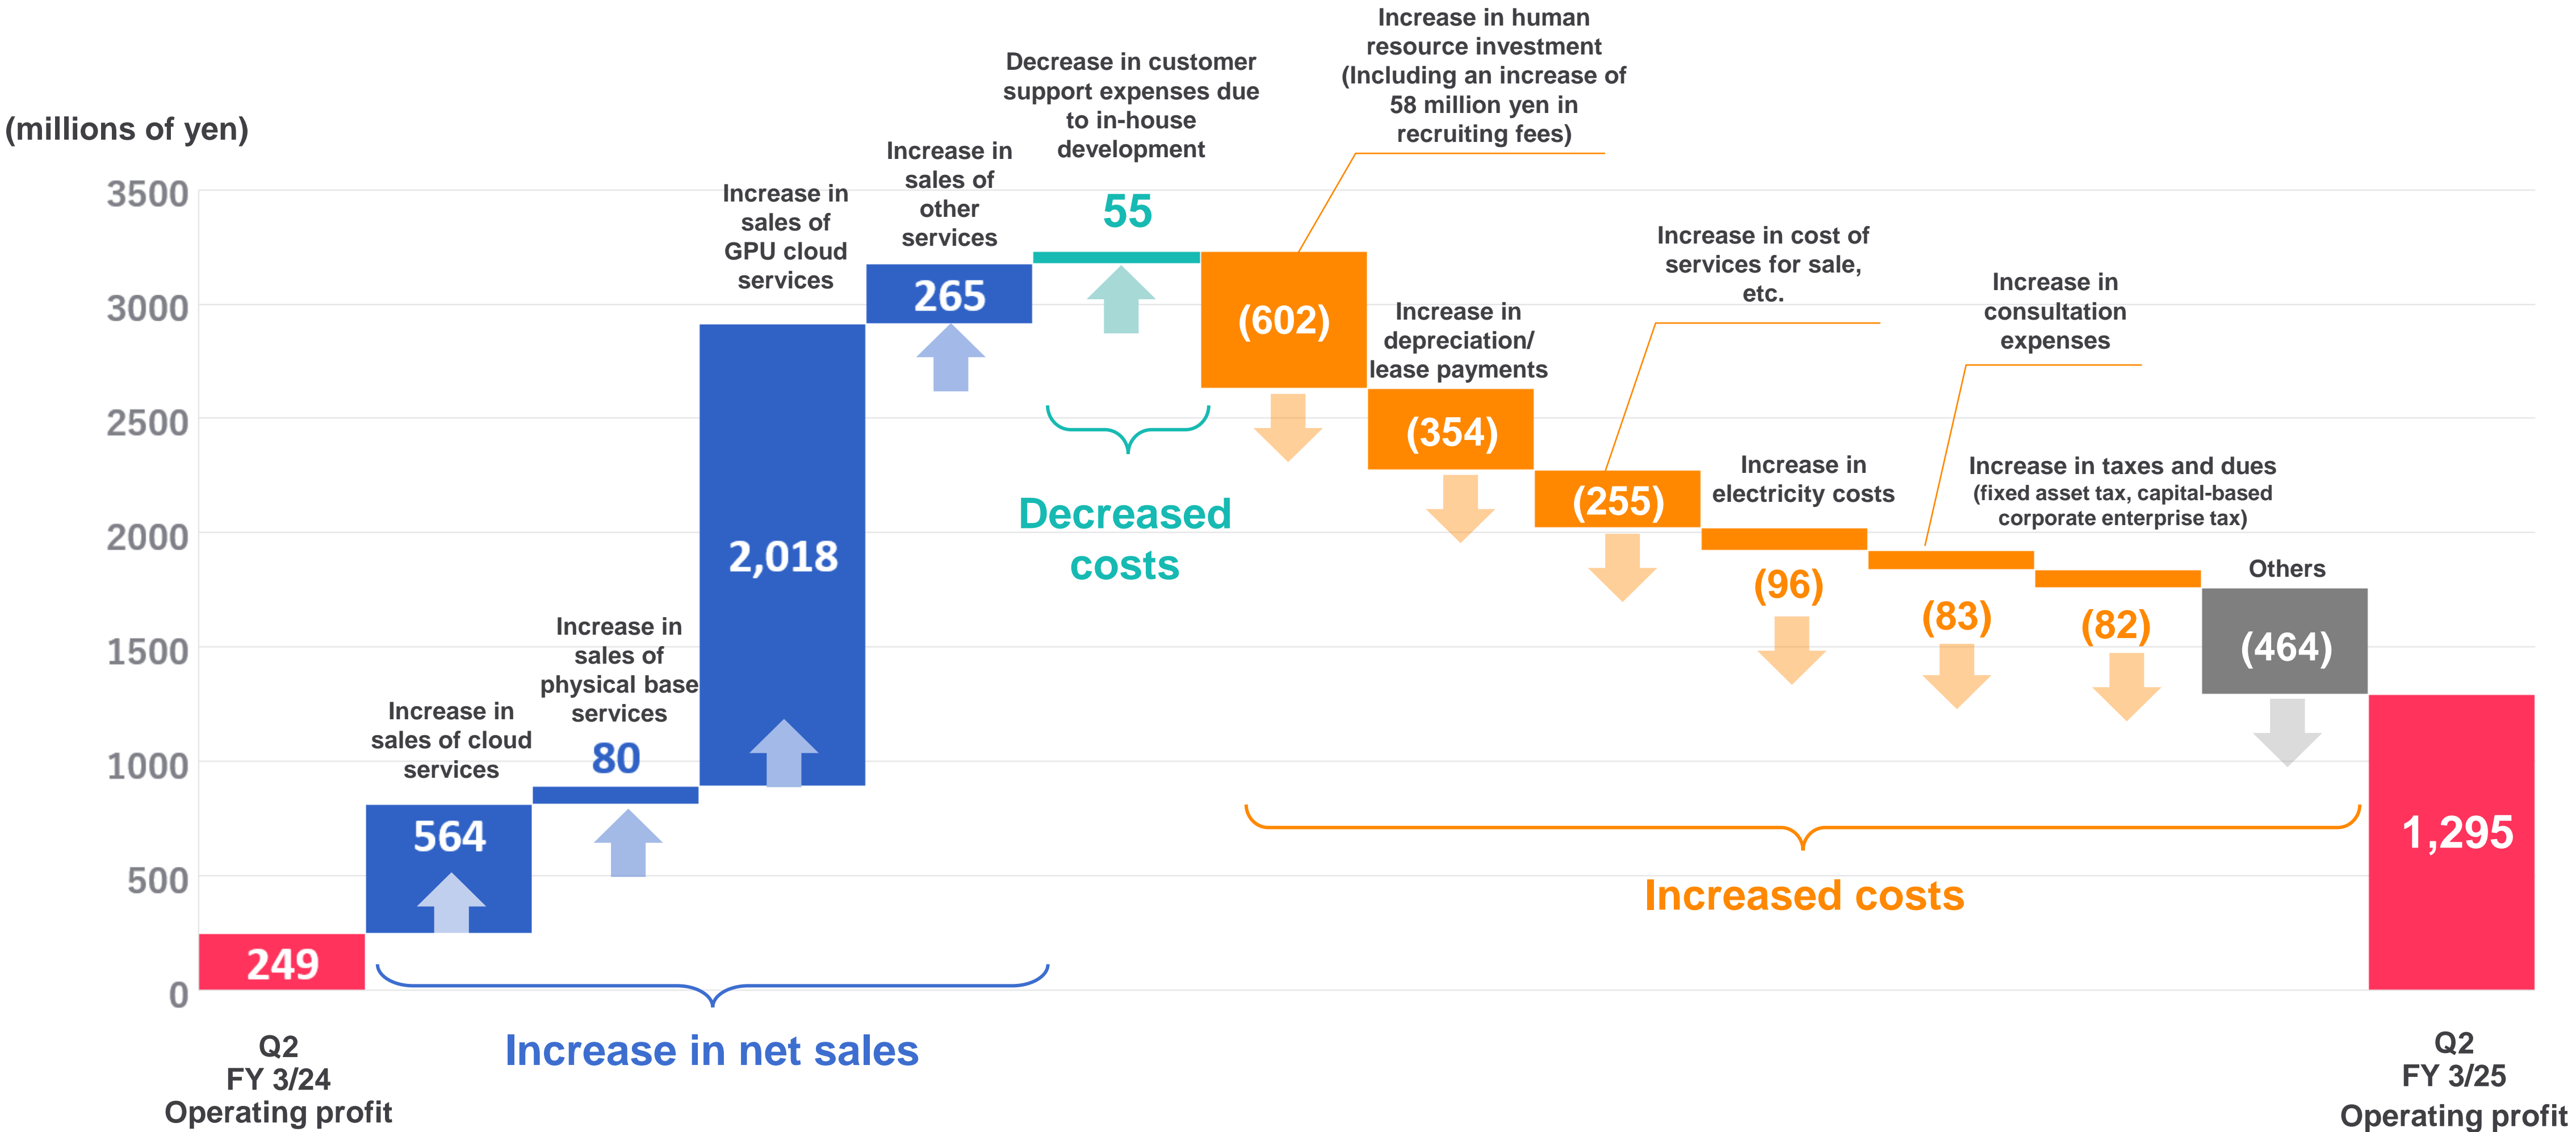 (millions of yen)
3500
3000
2500
2000
1500
1000
500
0
249
Q2
FY 3/24
Operating profit
Increase in
sales of cloud
services
564
Increase in
sales of
physical base
services
80
Increase in
sales of
GPU cloud
services
2,018
Increase in
sales of
other
services
265
Increase in net sales
Decrease in customer
support expenses due
to in-house
development
55
Decreased
costs
Increase in human
resource investment
(Including an increase of
58 million yen in
recruiting fees)
(602)
Increase in
depreciation/
lease payments
(354)
Increase in cost of
services for sale,
etc.
(255)
Increase in
electricity costs
(96)
Increase in
consultation
expenses
(83)
Increase in taxes and dues
(fixed asset tax, capital-based
corporate enterprise tax)
(82)
Others
(464)
Increased costs
1,295
Q2
FY 3/25
Operating profit